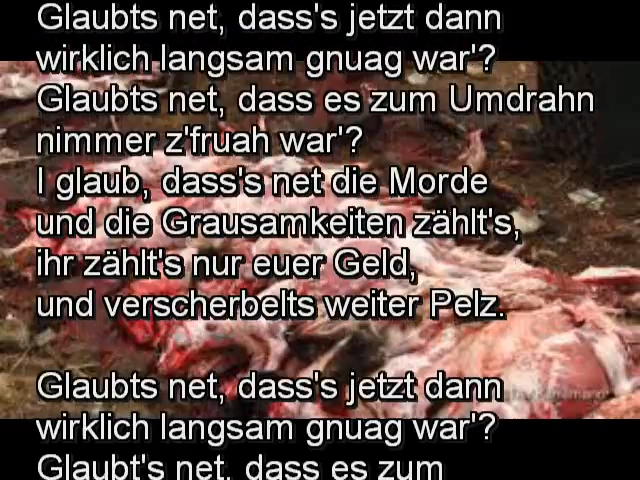 Glaubts net, dass's jetzt dann
wirklich langsam gnuag war'?
Glaubts net, dass es zum Umdrahn
nimmer z'fruah war'?
I glaub, dass's net die Morde
und die Grausamkeiten zählt's,
ihr zählt's nur euer Geld,
und verscherbelts weiter Pelz.
Glaubts net, dass's jetzt dann
wirklich langsam gnuag war'?
Glaubt's net, dass es zum